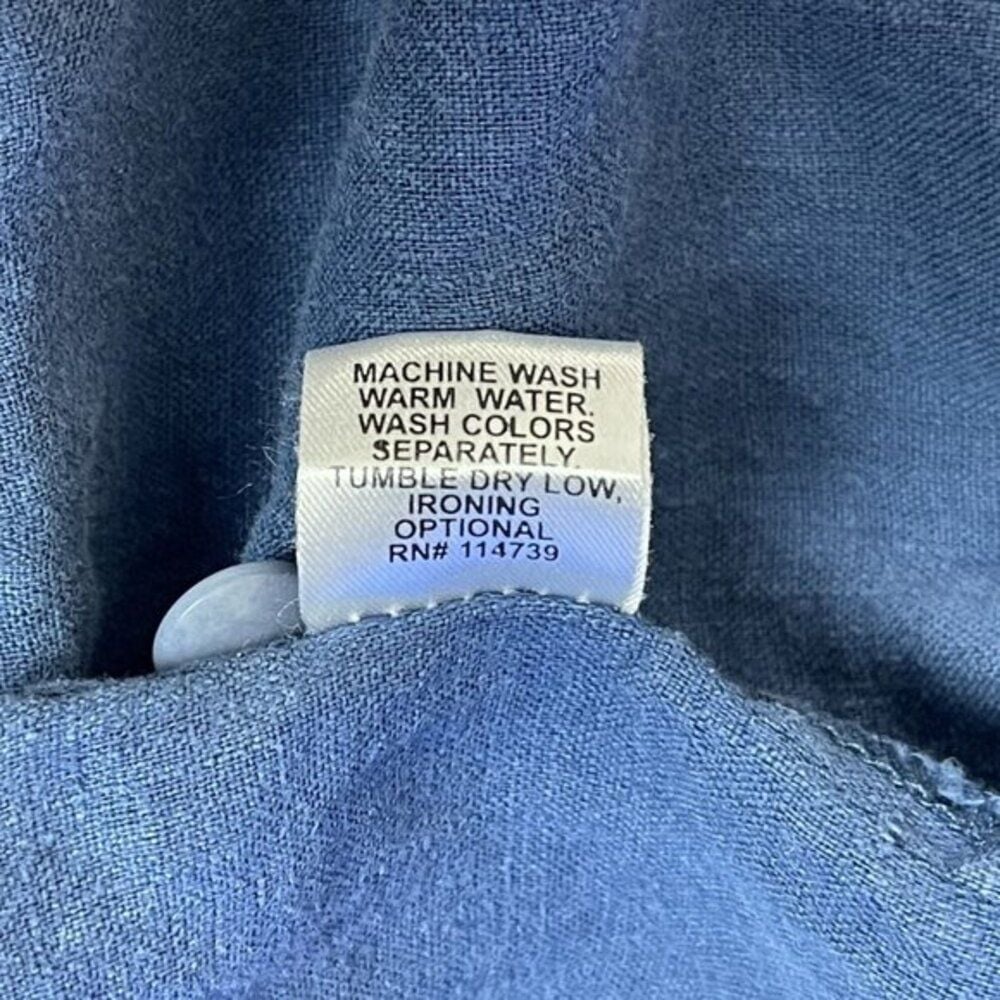 MACHINE WASH
WARM WATER.
WASH COLORS
SEPARATELY.
TUMBLE DRY LOW,
IRONING
OPTIONAL
RN# 114739